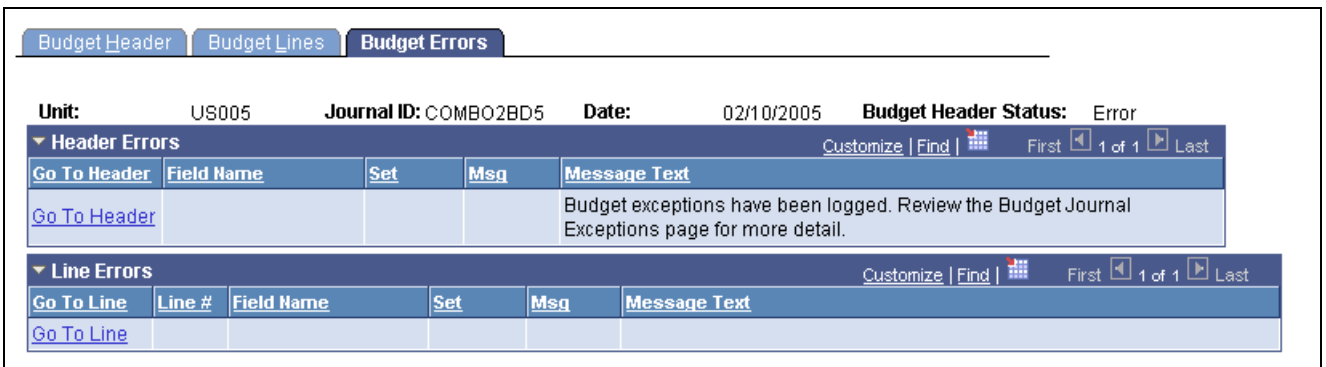 Budget Header Budget Lines Budget Errors
Unit: US005 Journal ID: COMBO2BD5 Date: 02/10/2005 Budget Header Status: Error
Header Errors Customize | Find | First 1 of 1 Last
Go To Header Field Name Set Msg Message Text
Go To Header Budget exceptions have been logged. Review the Budget Journal
Exceptions page for more detail.
Line Errors Customize | Find | First 1 of 1 Last
Go To Line Line # Field Name Set Msg Message Text
Go To Line